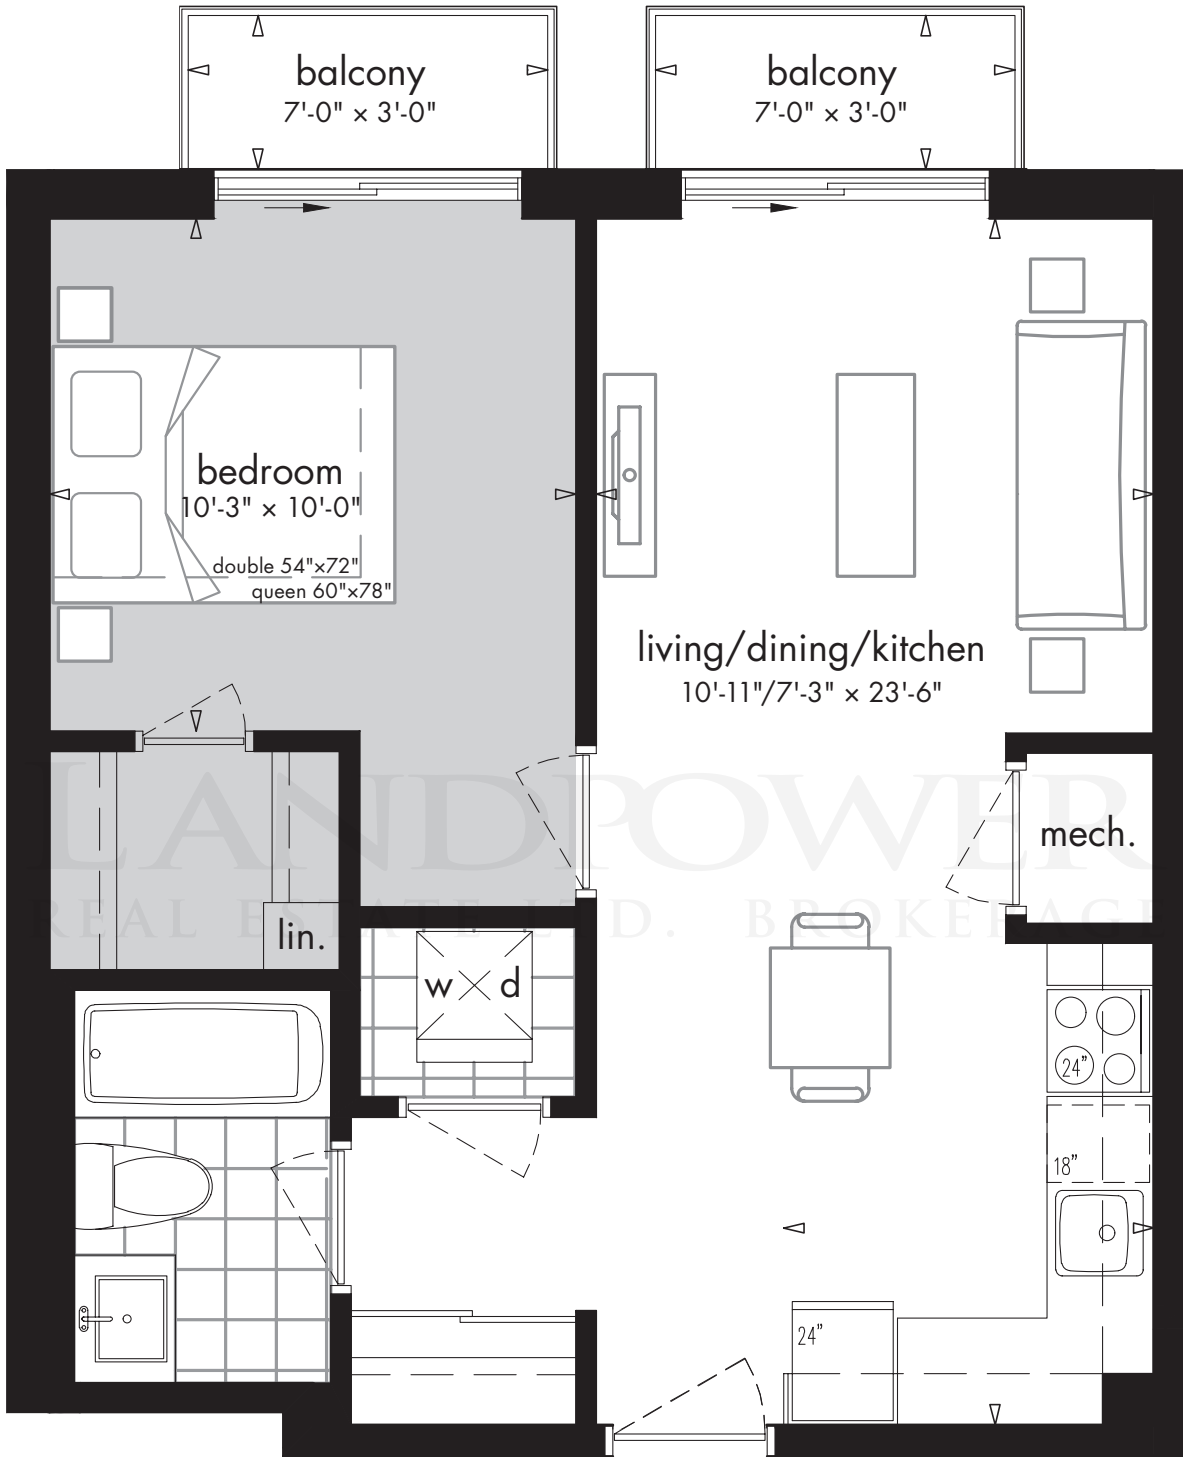 balcony
7'-0" × 3'-0"
balcony
7'-0" × 3'-0"
bedroom
10'-3" × 10'-0"
double 54"×72"
queen 60"×78"
living/dining/kitchen
10'-11"/7'-3" × 23'-6"
LANDPOWER
REAL ESTATE LTD. BROKERAGE
mech.
lin.
w d
24"
18"
24"